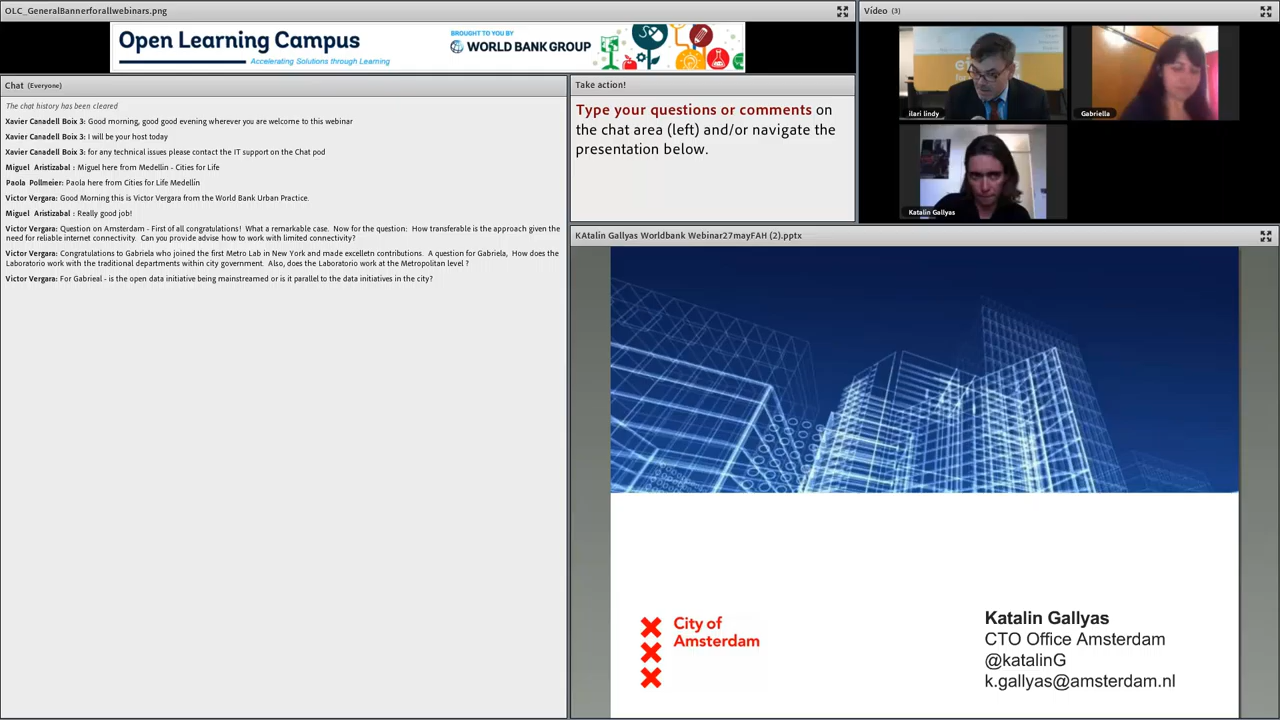 OLC_GeneralBannerforallwebinars.png
Open Learning Campus
Accelerating Solutions through Learning
BROUGHT TO YOU BY
WORLD BANK GROUP
Chat (Everyone)
The chat history has been cleared
Xavier Canadell Boix 3: Good morning, good good evening wherever you are welcome to this webinar
Xavier Canadell Boix 3: I will be your host today
Xavier Canadell Boix 3: for any technical issues please contact the IT support on the Chat pod
Miguel Aristizabal : Miguel here from Medellin - Cities for Life
Paola Pollmeier: Paola here from Cities for Life Medellín
Victor Vergara: Good Morning this is Victor Vergara from the World Bank Urban Practice.
Miguel Aristizabal : Really good job!
Victor Vergara: Question on Amsterdam - First of all congratulations! What a remarkable case. Now for the question: How transferable is the approach given the
need for reliable internet connectivity. Can you provide advise how to work with limited connectivity?
Victor Vergara: Congratulations to Gabriela who joined the first Metro Lab in New York and made excelletn contributions. A question for Gabriela, How does the
Laboratorio work with the traditional departments within city government. Also, does the Laboratorio work at the Metropolitan level ?
Victor Vergara: For Gabrieal - is the open data initiative being mainstreamed or is it parallel to the data initiatives in the city?
Take action!
Type your questions or comments on
the chat area (left) and/or navigate the
presentation below.
Vídeo (3)
ilari lindy
Gabriella
Katalin Gallyas
KAtalin Gallyas Worldbank Webinar27mayFAH (2).pptx
City of
Amsterdam
Katalin Gallyas
CTO Office Amsterdam
@katalinG
k.gallyas@amsterdam.nl